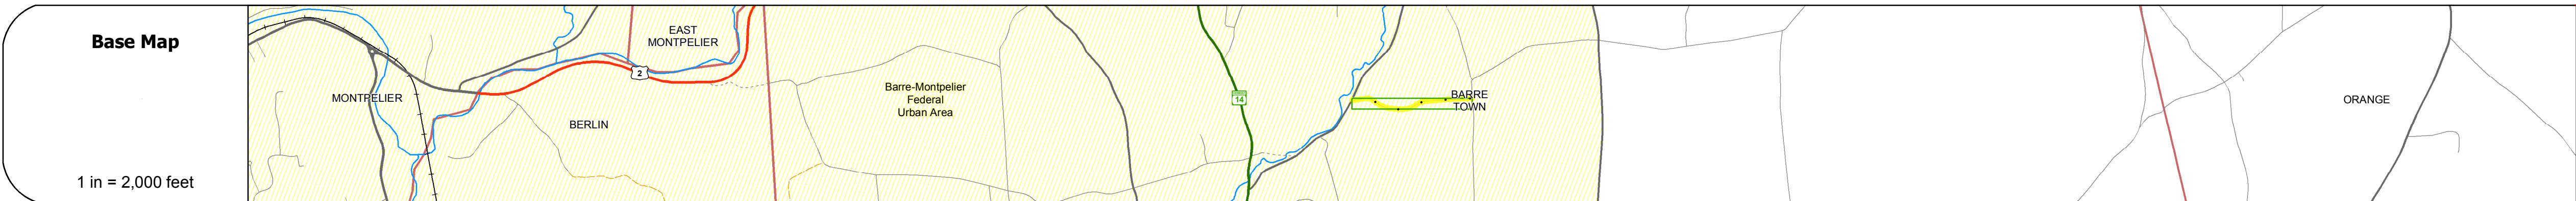 Base Map
1 in = 2,000 feet
MONTPELIER
BERLIN
EAST
MONTPELIER
2
Barre-Montpelier
Federal
Urban Area
14
BARRE
TOWN
ORANGE